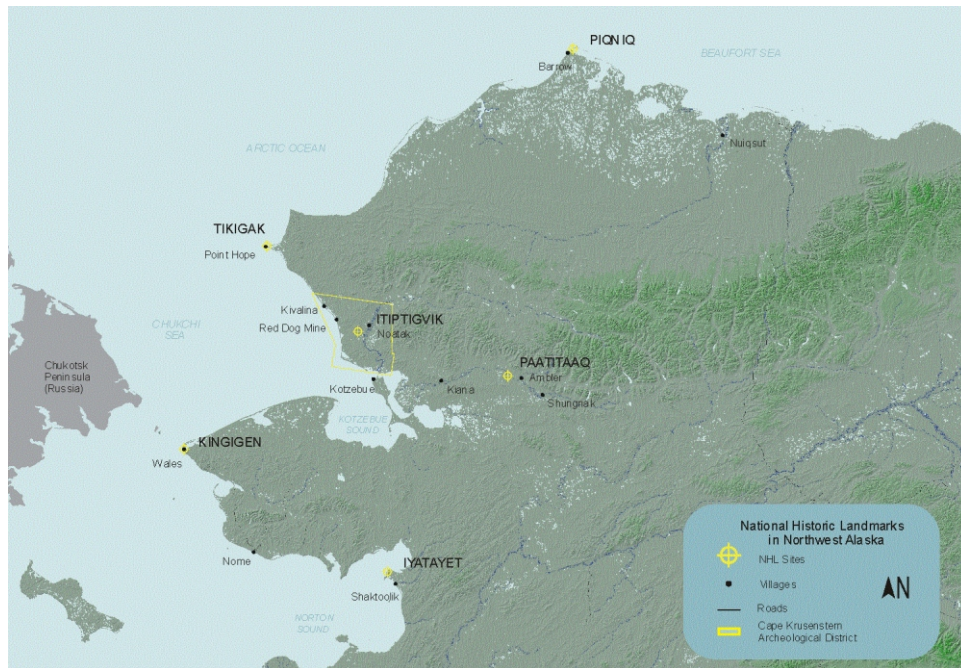 PIQNIQ
BEAUFORT SEA
Barrow
Nuiqsut
ARCTIC OCEAN
TIKIGAK
Point Hope
Kivalina
ITIPTIGVIK
CHUKCHI
SEA
Red Dog Mine
Noatak
Chukotsk
Peninsula
(Russia)
PAATITAAQ
Ambler
Kotzebue
Kiana
Shungnak
KOTZEBUE
SOUND
KINGIGEN
Wales
National Historic Landmarks
in Northwest Alaska
NHL Sites
Nome
IYATAYET
Villages
N
Shaktoolik
Roads
NORTON
SOUND
Cape Krusenstern
Archeological District